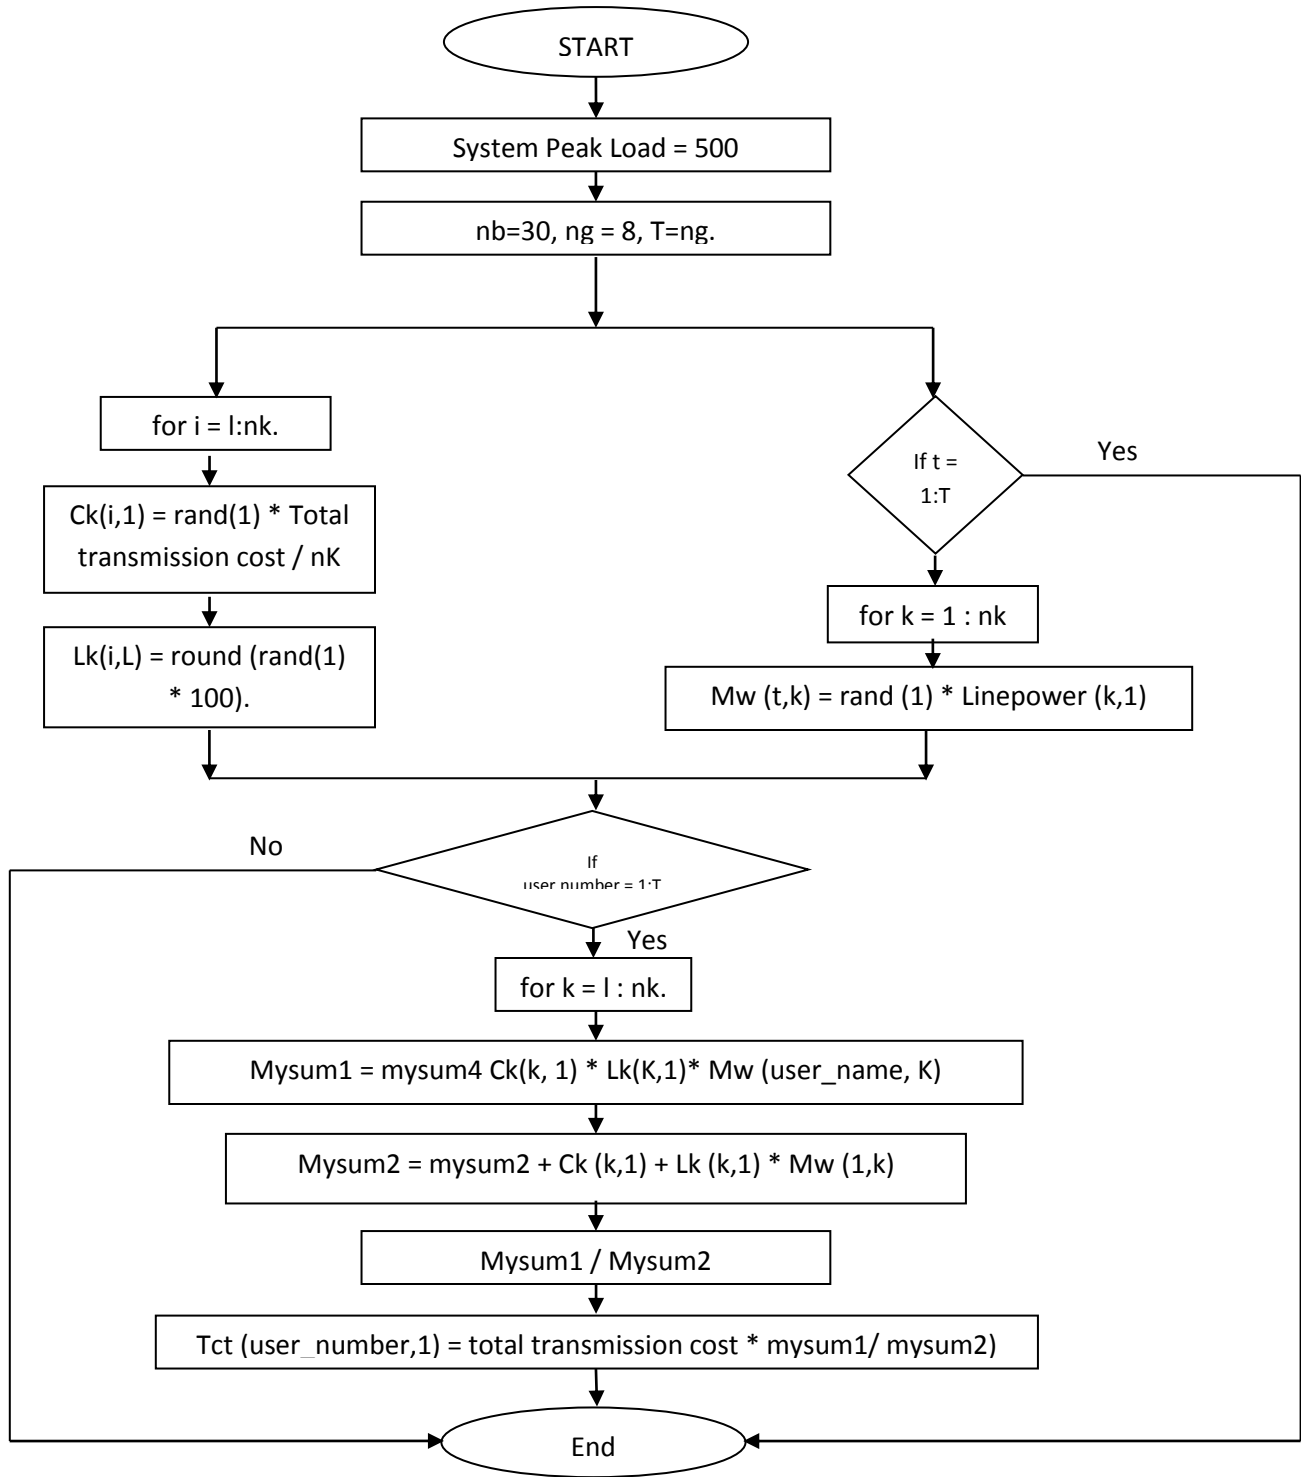 START
System Peak Load = 500
nb=30, ng = 8, T=ng.
for i = l:nk.
Ck(i,1) = rand(1) * Total
transmission cost / nK
Lk(i,L) = round (rand(1)
* 100).
If t =
1:T
Yes
for k = 1 : nk
Mw (t,k) = rand (1) * Linepower (k,1)
No
If
user number = 1:T
Yes
for k = l : nk.
Mysum1 = mysum4 Ck(k, 1) * Lk(K,1)* Mw (user_name, K)
Mysum2 = mysum2 + Ck (k,1) + Lk (k,1) * Mw (1,k)
Mysum1 / Mysum2
Tct (user_number,1) = total transmission cost * mysum1/ mysum2)
End